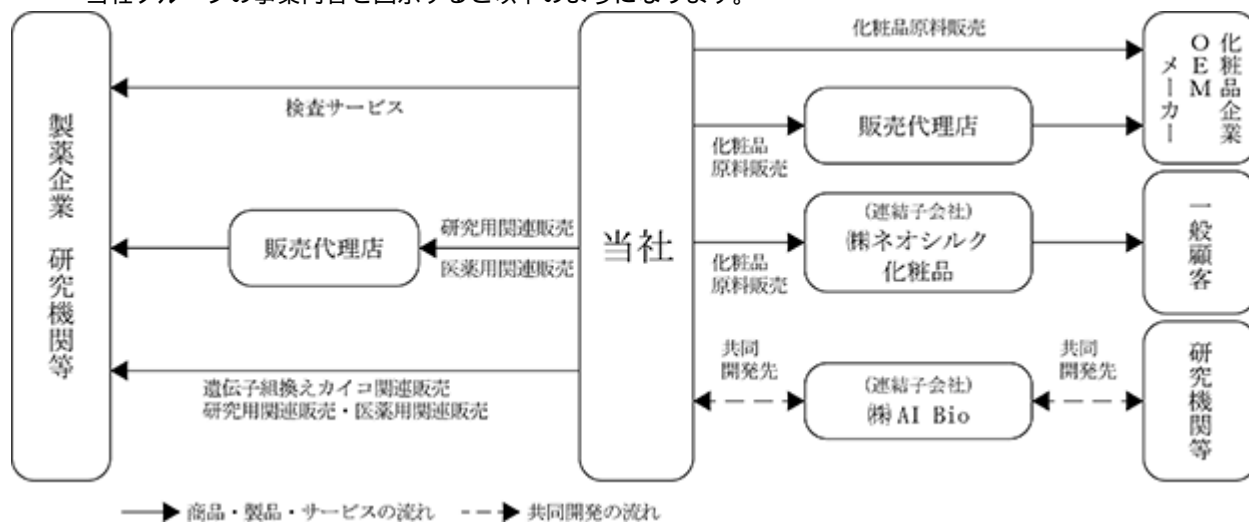 当社グループの事業内容を図示すると以下のようになります。
製薬企業　研究機関等
検査サービス
販売代理店
研究用関連販売
医薬用関連販売
遺伝子組換えカイコ関連販売
研究用関連販売・医薬用関連販売
当社
化粧品原料販売
化粧品企業
OEM
メーカー
化粧品
原料販売
販売代理店
化粧品
原料販売
(連結子会社)
㈱ネオシルク
化粧品
一般顧客
共同
開発先
(連結子会社)
㈱AI Bio
共同
開発先
研究機関等
商品・製品・サービスの流れ
共同開発の流れ